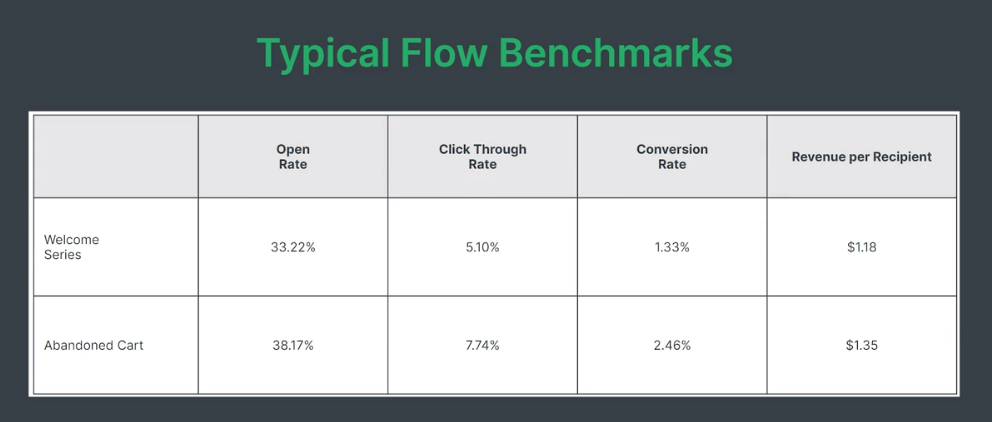 Typical Flow Benchmarks
Open
Rate
Click Through
Rate
Conversion
Rate
Revenue per Recipient
Welcome
Series
33.22%
5.10%
1.33%
$1.18
Abandoned Cart
38.17%
7.74%
2.46%
$1.35